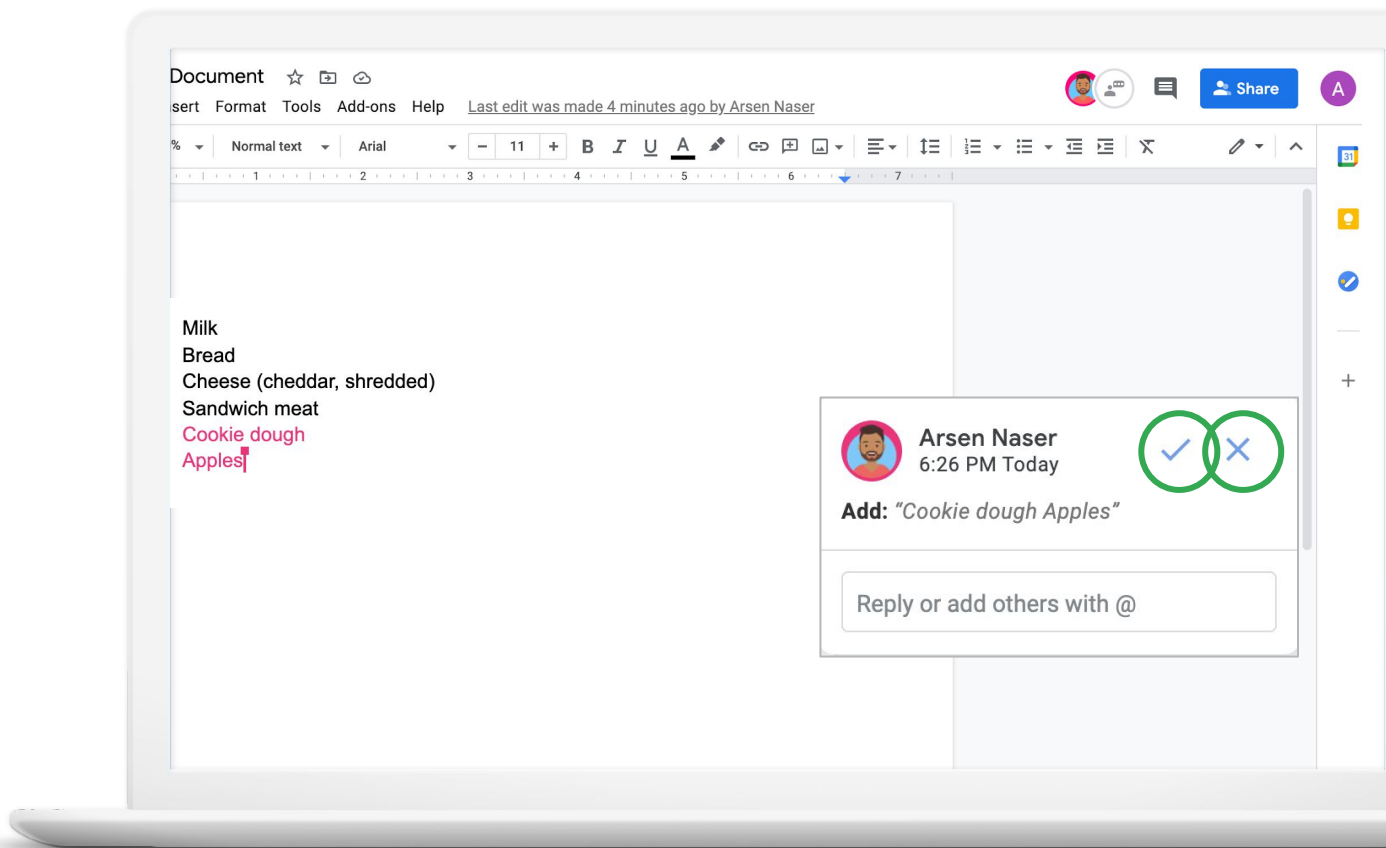 Document
Insert Format Tools Add-ons Help Last edit was made 4 minutes ago by Arsen Naser
Share
A
% Normal text Arial - 11 + B I U A
31
1 2 3 4 5 6 7
Milk
Bread
Cheese (cheddar, shredded)
Sandwich meat
Cookie dough
Apples
Arsen Naser
6:26 PM Today
Add: "Cookie dough Apples"
Reply or add others with @